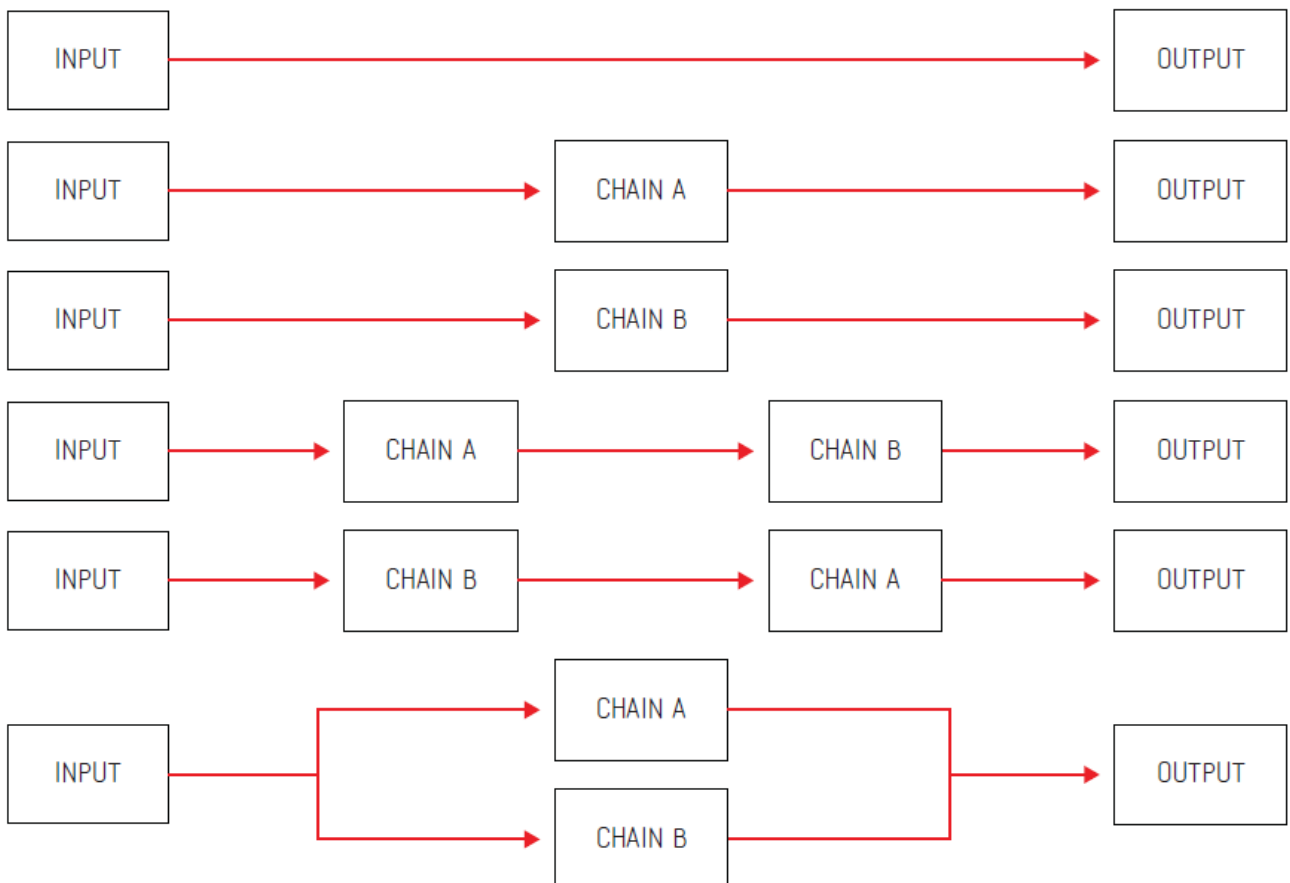 INPUT OUTPUT
INPUT CHAIN A OUTPUT
INPUT CHAIN B OUTPUT
INPUT CHAIN A CHAIN B OUTPUT
INPUT CHAIN B CHAIN A OUTPUT
CHAIN A
INPUT OUTPUT
CHAIN B